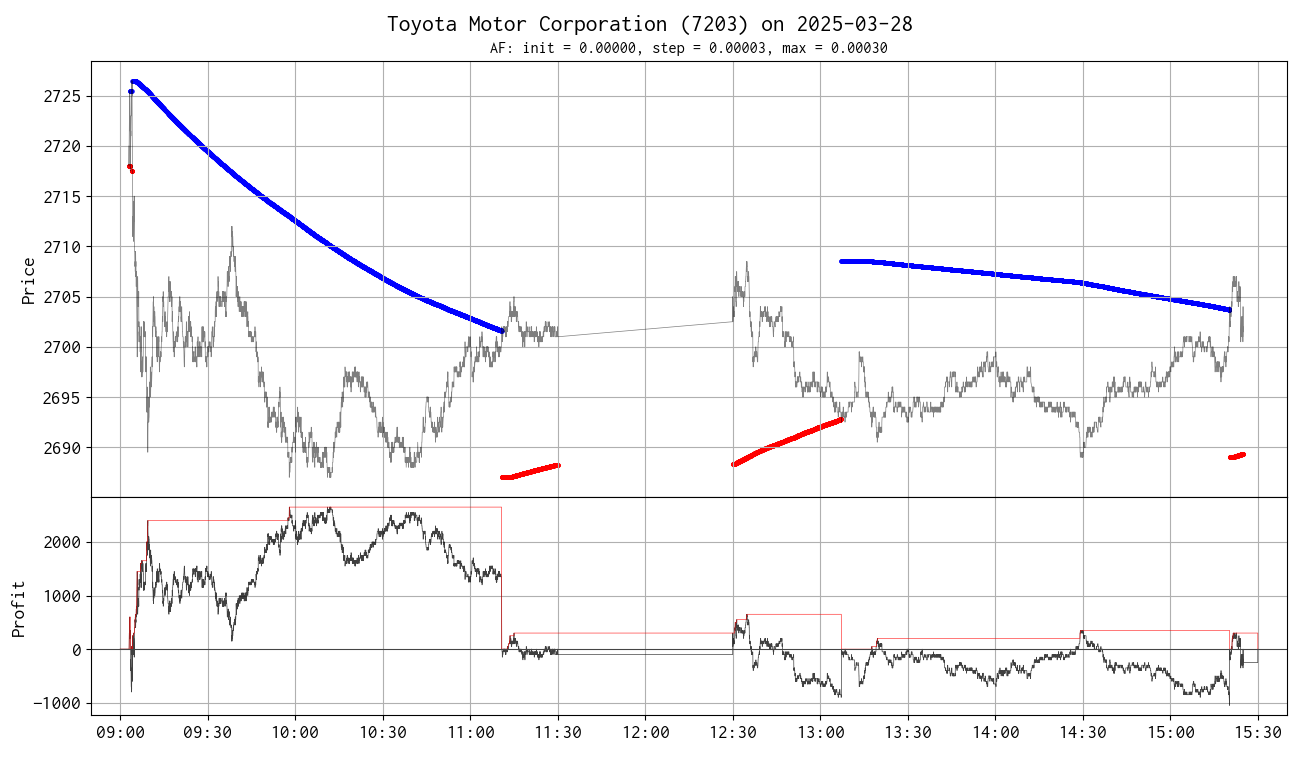 Toyota Motor Corporation (7203) on 2025-03-28
AF: init = 0.00000, step = 0.00003, max = 0.00030
Price
2725
2720
2715
2710
2705
2700
2695
2690
Profit
2000
1000
0
−1000
09:00 09:30 10:00 10:30 11:00 11:30 12:00 12:30 13:00 13:30 14:00 14:30 15:00 15:30